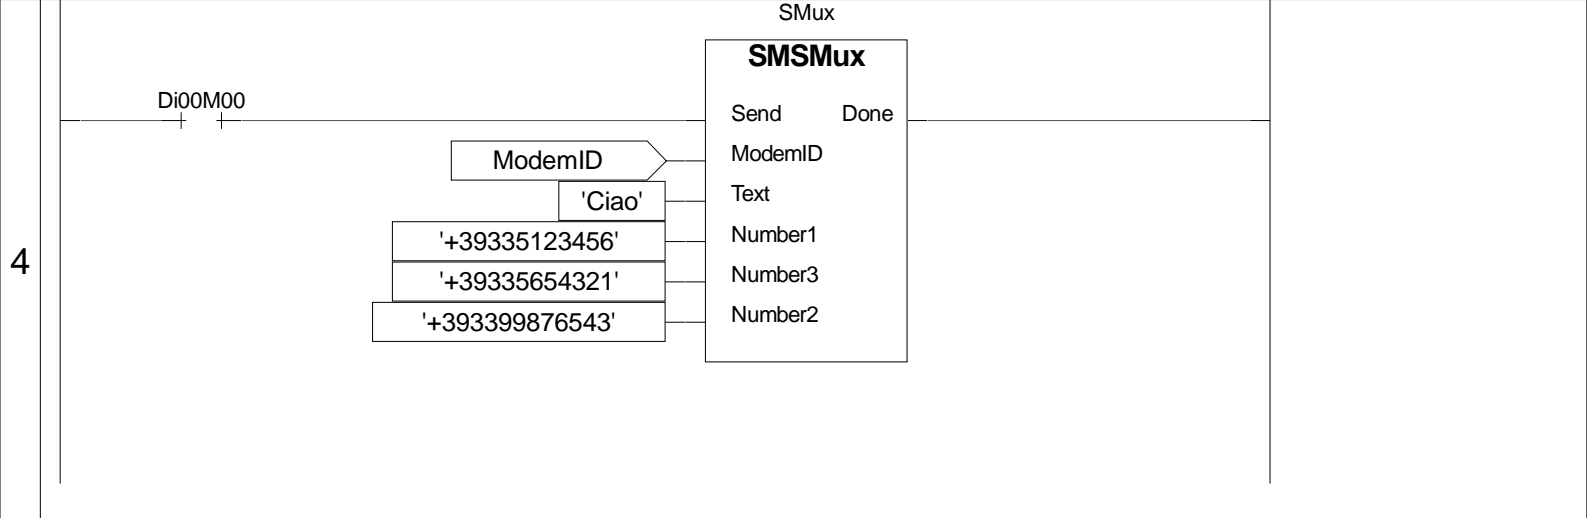 SMux
SMSMux
Di00M00
Send Done
ModemID ModemID
'Ciao' Text
'+39335123456' Number1
4
'+39335654321' Number3
'+393399876543' Number2